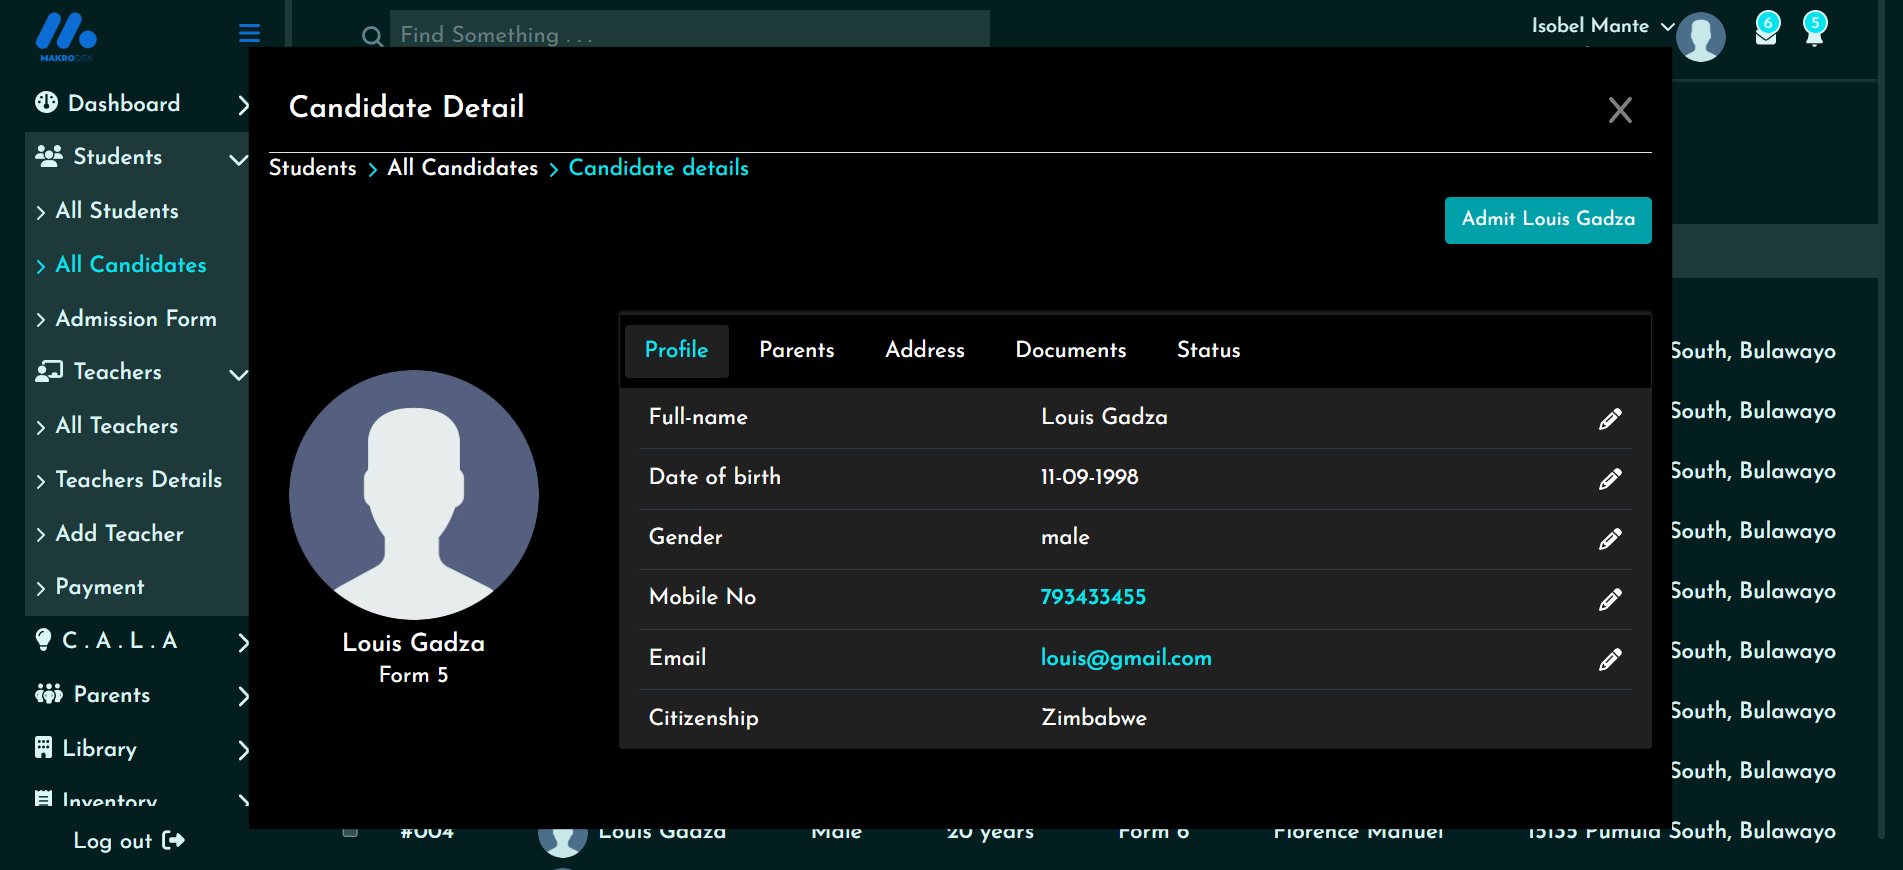 MAKRODEX
Find Something . . .
Isobel Mante
6
5
Dashboard
Students
All Students
All Candidates
Admission Form
Teachers
All Teachers
Teachers Details
Add Teacher
Payment
C . A . L . A
Parents
Library
Inventory
Log out
Candidate Detail
Students > All Candidates > Candidate details
Admit Louis Gadza
Louis Gadza
Form 5
Profile Parents Address Documents Status
Full-name Louis Gadza
Date of birth 11-09-1998
Gender male
Mobile No 793433455
Email louis@gmail.com
Citizenship Zimbabwe
South, Bulawayo
South, Bulawayo
South, Bulawayo
South, Bulawayo
South, Bulawayo
South, Bulawayo
South, Bulawayo
South, Bulawayo
#004 Louis Gadza Male 20 years Form 6 Florence Manuel 15135 Pumula South, Bulawayo